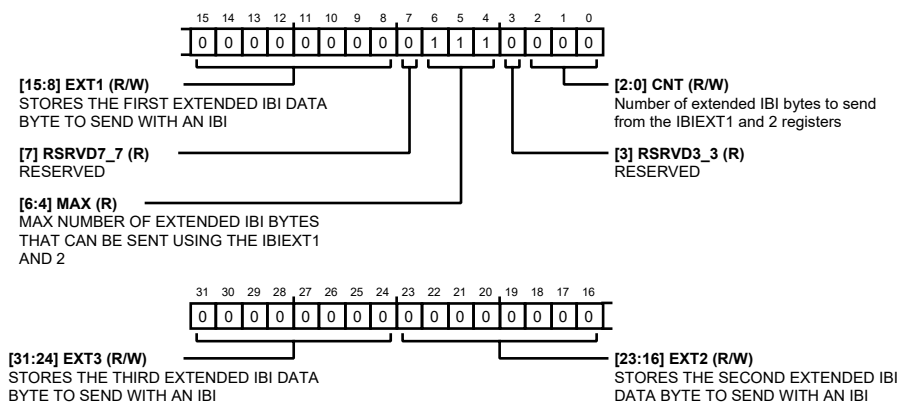 15 14 13 12 11 10 9 8 7 6 5 4 3 2 1 0
0 0 0 0 0 0 0 0 0 1 1 1 0 0 0 0
[15:8] EXT1 (R/W)
STORES THE FIRST EXTENDED IBI DATA
BYTE TO SEND WITH AN IBI
[2:0] CNT (R/W)
Number of extended IBI bytes to send
from the IBIEXT1 and 2 registers
[7] RSRVD7_7 (R)
RESERVED
[3] RSRVD3_3 (R)
RESERVED
[6:4] MAX (R)
MAX NUMBER OF EXTENDED IBI BYTES
THAT CAN BE SENT USING THE IBIEXT1
AND 2
31 30 29 28 27 26 25 24 23 22 21 20 19 18 17 16
0 0 0 0 0 0 0 0 0 0 0 0 0 0 0 0
[31:24] EXT3 (R/W)
STORES THE THIRD EXTENDED IBI DATA
BYTE TO SEND WITH AN IBI
[23:16] EXT2 (R/W)
STORES THE SECOND EXTENDED IBI
DATA BYTE TO SEND WITH AN IBI